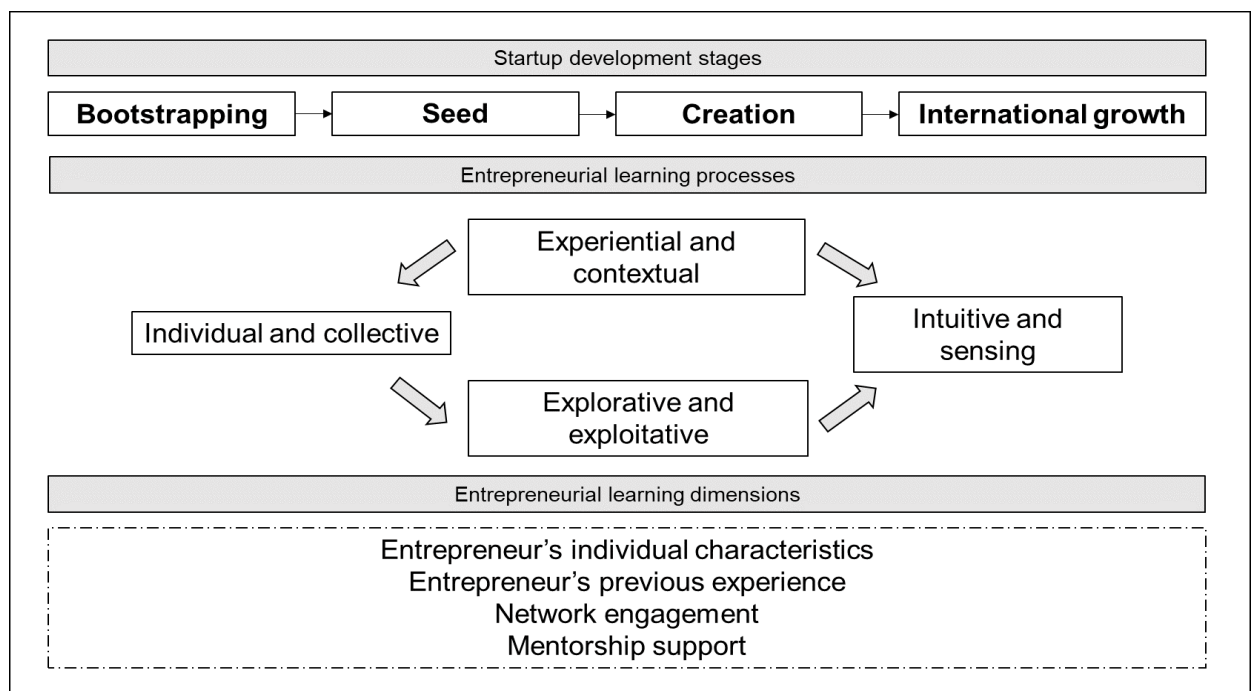 Startup development stages
Bootstrapping
Seed
Creation
International growth
Entrepreneurial learning processes
Experiential and
contextual
Individual and collective
Intuitive and
sensing
Explorative and
exploitative
Entrepreneurial learning dimensions
Entrepreneur’s individual characteristics
Entrepreneur’s previous experience
Network engagement
Mentorship support